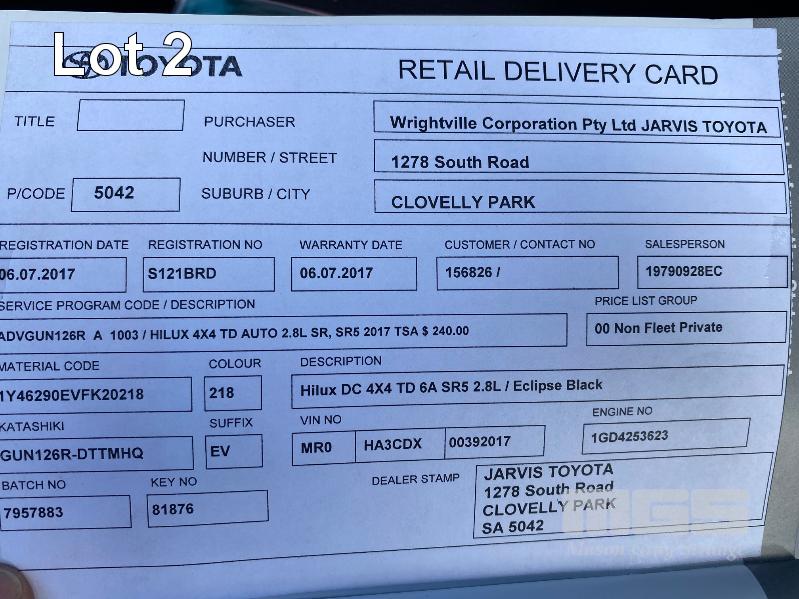 Lot 2
TOYOTA
RETAIL DELIVERY CARD
TITLE
PURCHASER
Wrightville Corporation Pty Ltd JARVIS TOYOTA
NUMBER / STREET
1278 South Road
P/CODE
5042
SUBURB / CITY
CLOVELLY PARK
REGISTRATION DATE REGISTRATION NO WARRANTY DATE CUSTOMER / CONTACT NO SALESPERSON
06.07.2017 S121BRD 06.07.2017 156826 / 19790928EC
SERVICE PROGRAM CODE / DESCRIPTION PRICE LIST GROUP
ADVGUN126R A 1003 / HILUX 4X4 TD AUTO 2.8L SR, SR5 2017 TSA $ 240.00 00 Non Fleet Private
MATERIAL CODE COLOUR DESCRIPTION
1Y46290EVFK20218 218 Hilux DC 4X4 TD 6A SR5 2.8L / Eclipse Black
KATASHIKI SUFFIX VIN NO ENGINE NO
GUN126R-DTTMHQ EV MR0 HA3CDX 00392017 1GD4253623
BATCH NO KEY NO DEALER STAMP
7957883 81876
JARVIS TOYOTA
1278 South Road
CLOVELLY PARK
SA 5042
MGS